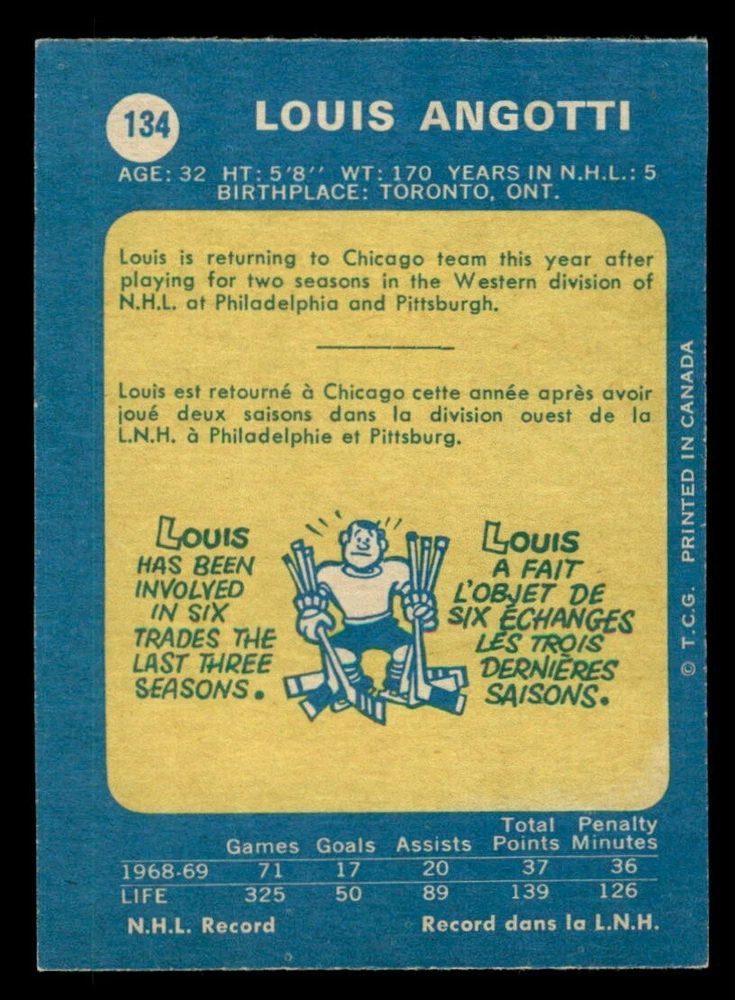 134
LOUIS ANGOTTI
AGE: 32 HT: 5'8'' WT: 170 YEARS IN N.H.L.: 5
BIRTHPLACE: TORONTO, ONT.
Louis is returning to Chicago team this year after
playing for two seasons in the Western division of
N.H.L. at Philadelphia and Pittsburgh.
Louis est retourné à Chicago cette année après avoir
joué deux saisons dans la division ouest de la
L.N.H. à Philadelphie et Pittsburg.
LOUIS
HAS BEEN
INVOLVED
IN SIX
TRADES THE
LAST THREE
SEASONS.
LOUIS
A FAIT
L'OBJET DE
SIX ÉCHANGES
LES TROIS
DERNIÈRES
SAISONS.
© T.C.G. PRINTED IN CANADA
Games Goals Assists Total Points Penalty Minutes
1968-69 71 17 20 37 36
LIFE 325 50 89 139 126
N.H.L. Record Record dans la L.N.H.